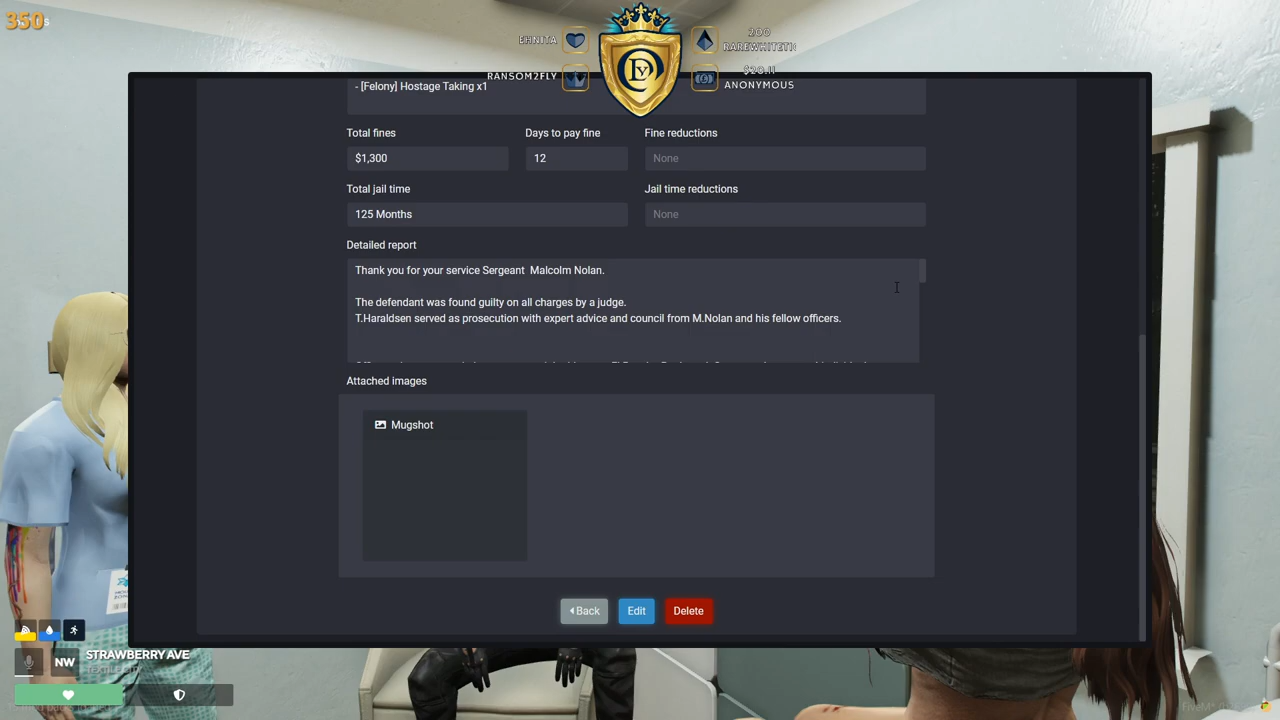 350s
EHNITA
RANSOM2FLY
200
$20.11
ANONYMOUS
- [Felony] Hostage Taking x1
Total fines
Days to pay fine
Fine reductions
$1,300
12
None
Total jail time
Jail time reductions
125 Months
None
Detailed report
Thank you for your service Sergeant  Malcolm Nolan.
The defendant was found guilty on all charges by a judge.
T.Haraldsen served as prosecution with expert advice and council from M.Nolan and his fellow officers.
Attached images
Mugshot
Back
Edit
Delete
NW
STRAWBERRY AVE